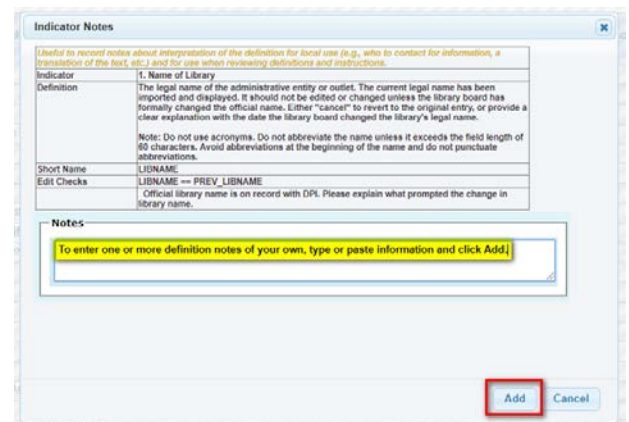 Indicator Notes
Useful to record notes about interpretation of the definition for local use (e.g., who to contact for information, a
translation of the text, etc.) and for use when reviewing definitions and instructions.
Indicator 1. Name of Library
Definition The legal name of the administrative entity or outlet. The current legal name has been
imported and displayed. It should not be edited or changed unless the library board has
formally changed the official name. Either "cancel" to revert to the original entry, or provide a
clear explanation with the date the library board changed the library's legal name.
Note: Do not use acronyms. Do not abbreviate the name unless it exceeds the field length of
60 characters. Avoid abbreviations at the beginning of the name and do not punctuate
abbreviations.
Short Name LIBNAME
Edit Checks LIBNAME == PREV_LIBNAME
Official library name is on record with DPI. Please explain what prompted the change in
library name.
Notes
To enter one or more definition notes of your own, type or paste information and click Add.
Add Cancel